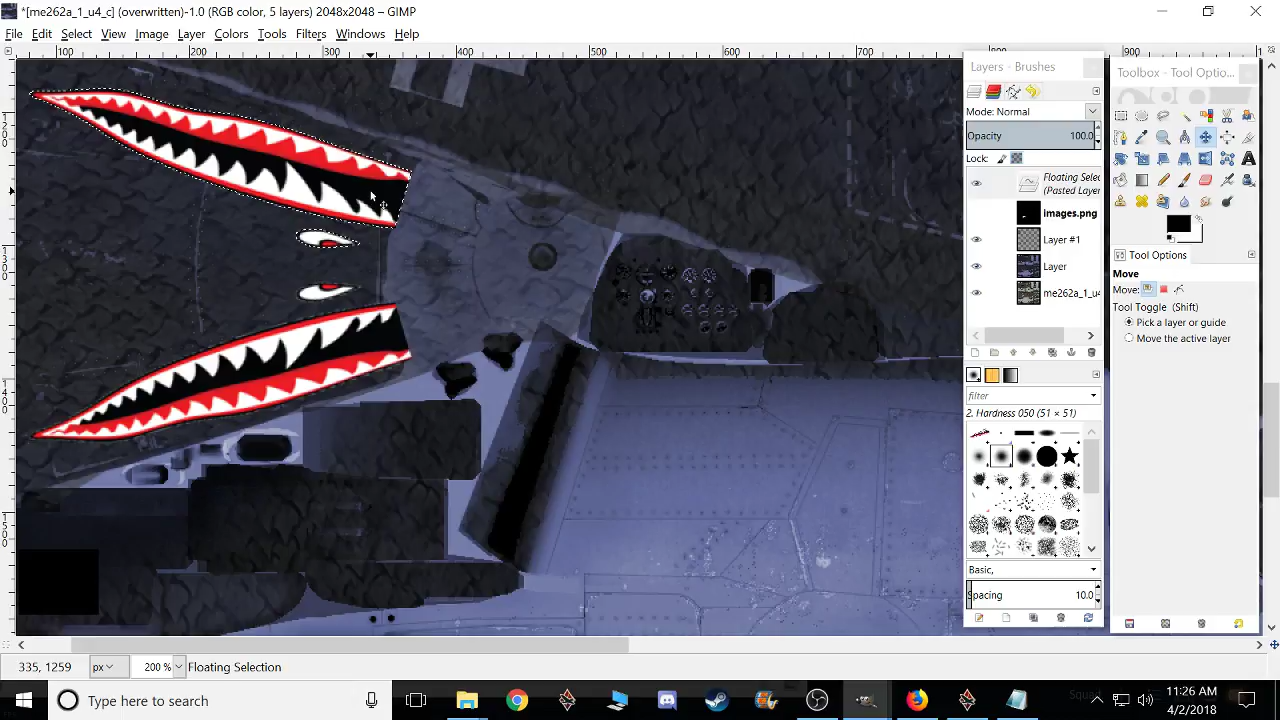 *[me262a_1_u4_c] (overwritten)-1.0 (RGB color, 5 layers) 2048x2048 – GIMP
File Edit Select View Image Layer Colors Tools Filters Windows Help
100 200 300 400 500 600 700 900
Layers - Brushes
Mode: Normal
Opacity 100.0
Lock:
Floating Selec
(Pasted Layer
images.png
Layer #1
Layer
me262a_1_u4
filter
2. Hardness 050 (51 × 51)
Basic,
Spacing 10.0
Toolbox - Tool Optio...
Tool Options
Move
Move:
Tool Toggle (Shift)
Pick a layer or guide
Move the active layer
335, 1259 px 200 % Floating Selection
Type here to search
11:26 AM
4/2/2018